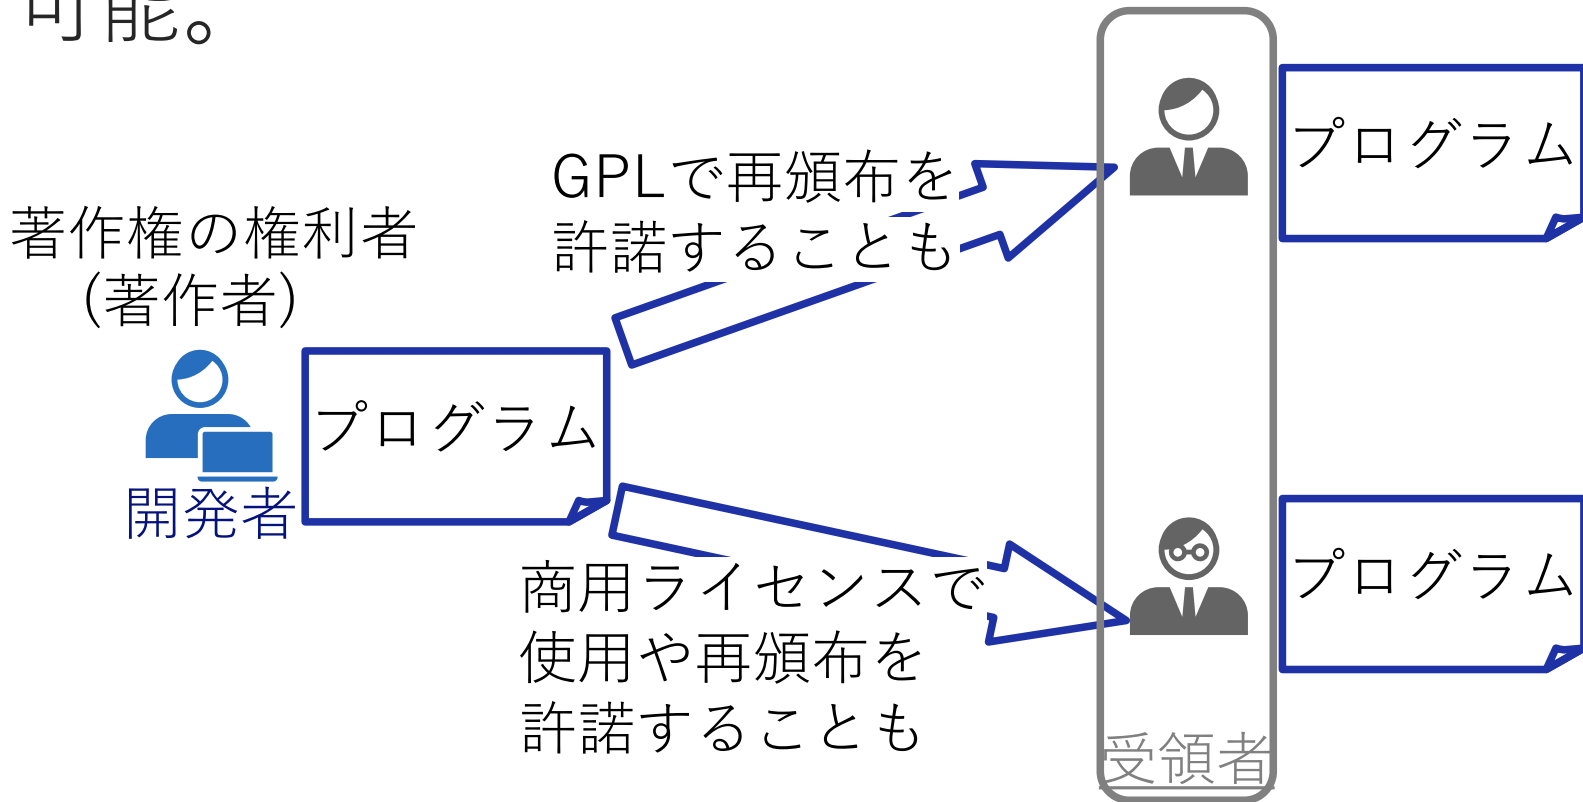 可能。
GPLで再頒布を
許諾することも
プログラム
著作権の権利者
(著作者)
プログラム
開発者
商用ライセンスで
使用や再頒布を
許諾することも
プログラム
受領者